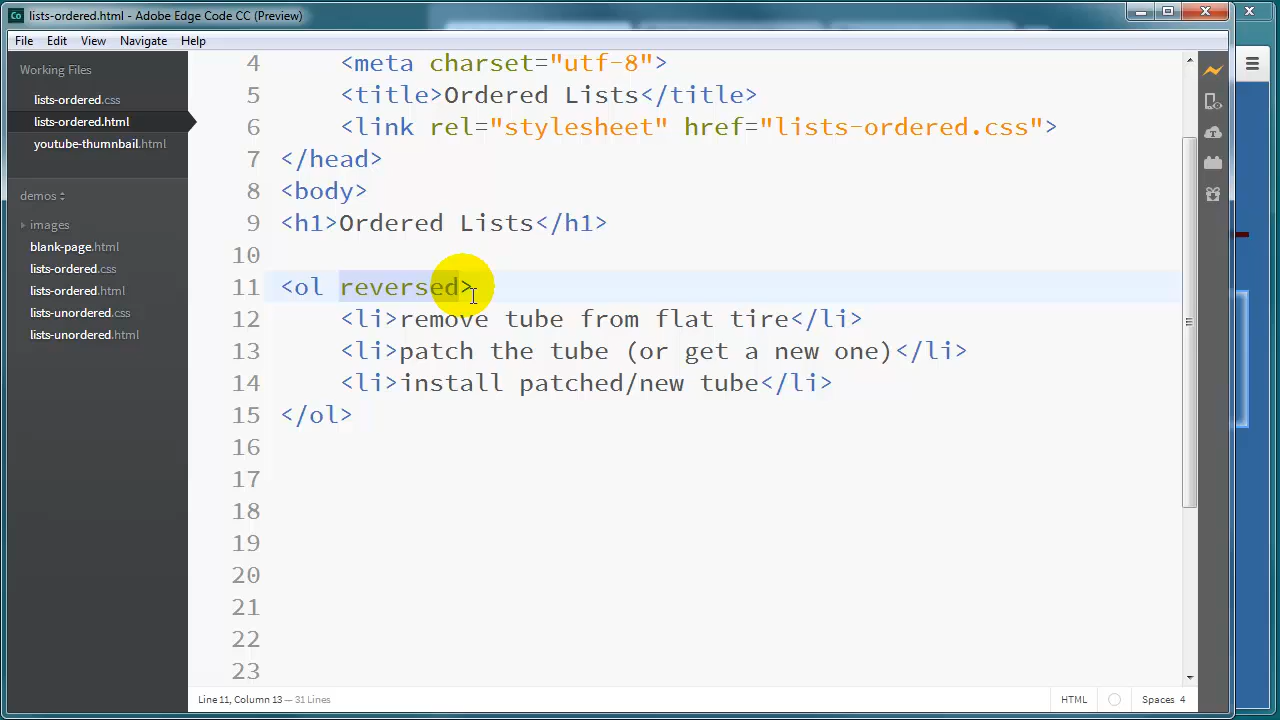 Co lists-ordered.html - Adobe Edge Code CC (Preview)
File Edit View Navigate Help
Working Files
lists-ordered.css
lists-ordered.html
youtube-thumnbail.html
demos
images
blank-page.html
lists-ordered.css
lists-ordered.html
lists-unordered.css
lists-unordered.html
4 <meta charset="utf-8">
5 <title>Ordered Lists</title>
6 <link rel="stylesheet" href="lists-ordered.css">
7 </head>
8 <body>
9 <h1>Ordered Lists</h1>
10
11 <ol reversed>
12 <li>remove tube from flat tire</li>
13 <li>patch the tube (or get a new one)</li>
14 <li>install patched/new tube</li>
15 </ol>
16
17
18
19
20
21
22
23
Line 11, Column 13 — 31 Lines HTML Spaces 4